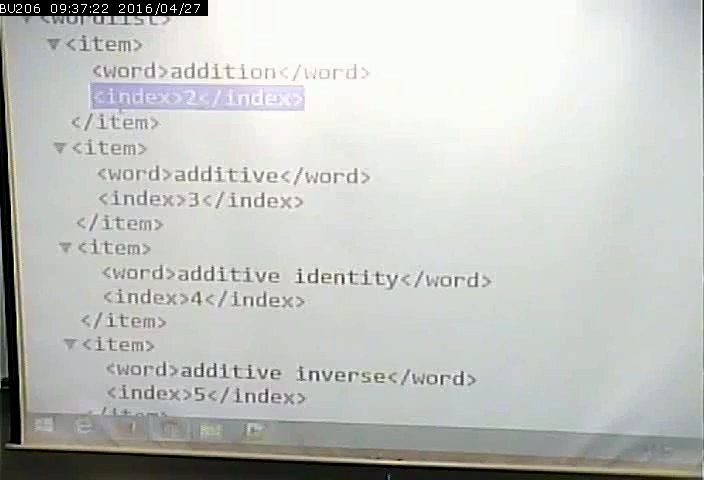 BU206 09:37:22 2016/04/27
<wordlist>
<item>
<word>addition</word>
<index>2</index>
</item>
<item>
<word>additive</word>
<index>3</index>
</item>
<item>
<word>additive identity</word>
<index>4</index>
</item>
<item>
<word>additive inverse</word>
<index>5</index>
</item>